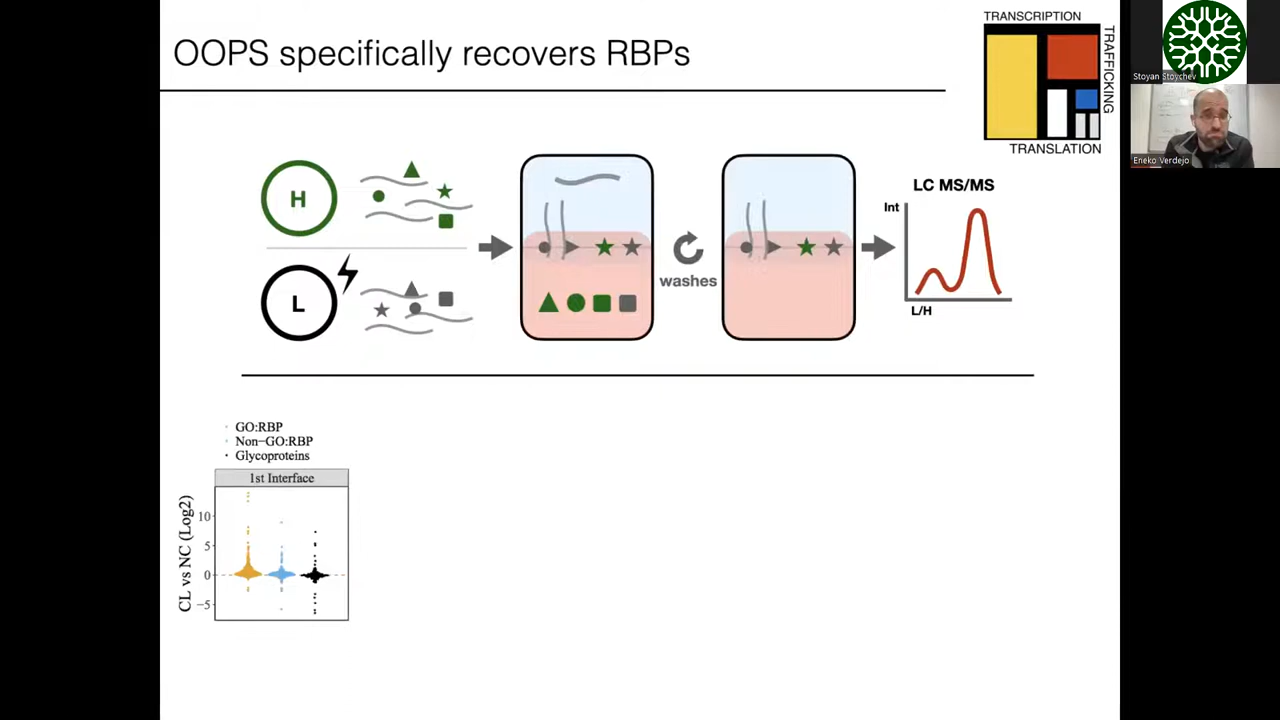 OOPS specifically recovers RBPs
TRANSCRIPTION
TRAFFICKING
TRANSLATION
Stoyan Stoychev
Eneko Verdejo
H
L
washes
LC MS/MS
Int
L/H
GO:RBP
Non-GO:RBP
Glycoproteins
1st Interface
CL vs NC (Log2)
10
5
0
-5